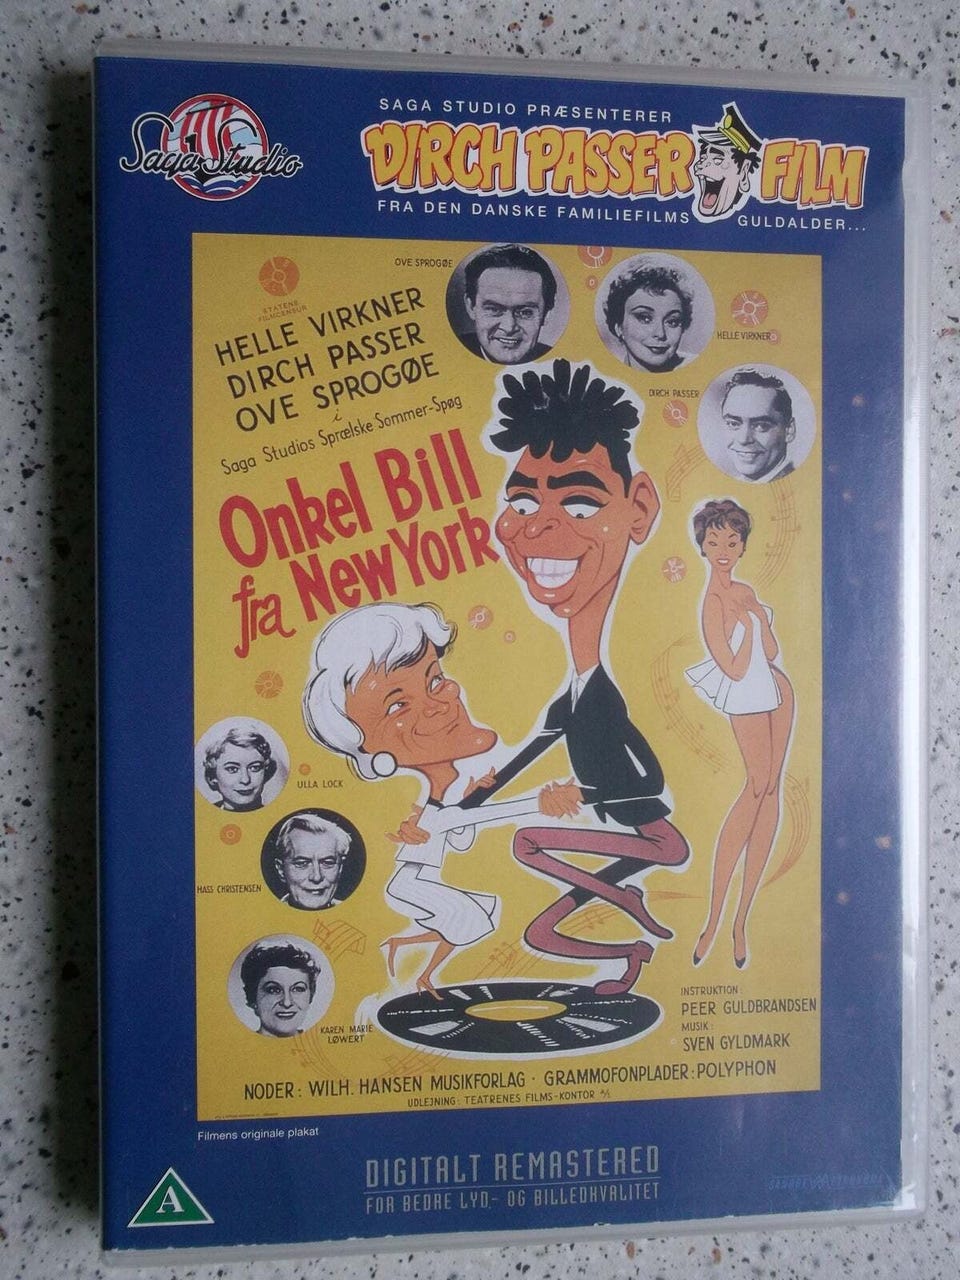 Saga Studio
SAGA STUDIO PRÆSENTERER
DIRCH PASSER FILM
FRA DEN DANSKE FAMILIEFILMS GULDALDER...
STATENS
FILMCENSUR
OVE SPROGØE
HELLE VIRKNER
DIRCH PASSER
HELLE VIRKNER
DIRCH PASSER
OVE SPROGØE
i
Saga Studios Sprælske Sommer-Spøg
Onkel Bill
fra New York
ULLA LOCK
HASS CHRISTENSEN
KAREN MARIE
LØWERT
INSTRUKTION:
PEER GULDBRANDSEN
MUSIK:
SVEN GYLDMARK
NODER: WILH. HANSEN MUSIKFORLAG · GRAMMOFONPLADER: POLYPHON
UDLEJNING: TEATRENES FILMS-KONTOR A/S
Filmens originale plakat
A
DIGITALT REMASTERED
FOR BEDRE LYD- OG BILLEDKVALITET